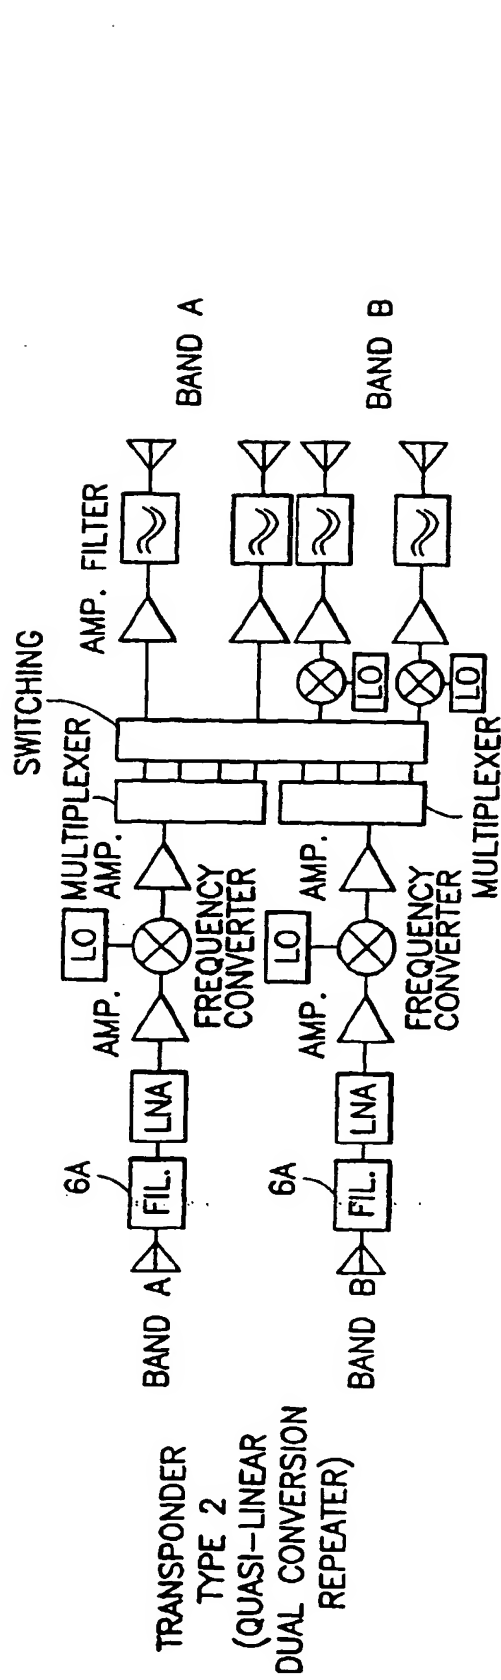 TRANSPONDER
TYPE 2
(QUASI-LINEAR
DUAL CONVERSION
REPEATER)
BAND A
6A
FIL.
LNA
AMP.
LO
FREQUENCY
CONVERTER
AMP.
MULTIPLEXER
SWITCHING
AMP.
FILTER
BAND A
BAND B
6A
FIL.
LNA
AMP.
LO
FREQUENCY
CONVERTER
AMP.
MULTIPLEXER
LO
LO
BAND B